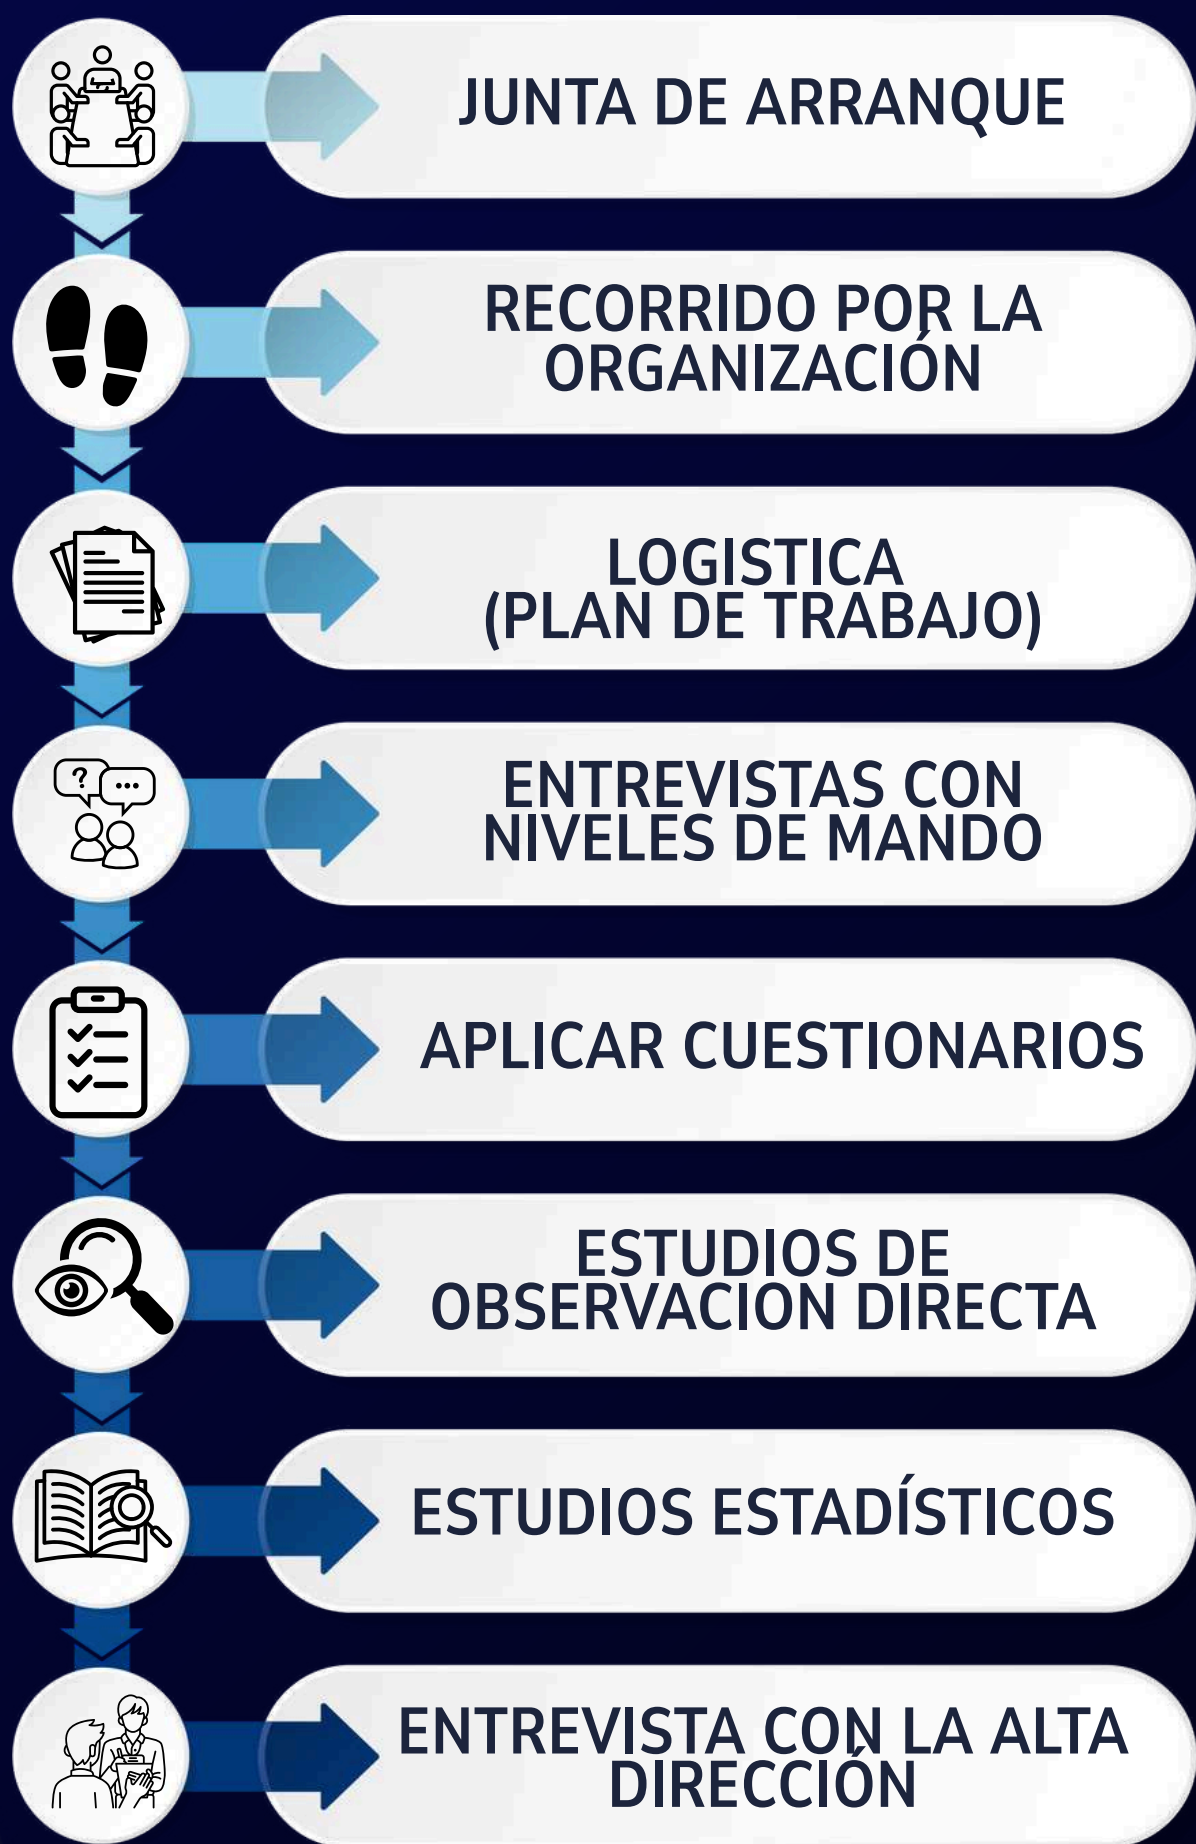 JUNTA DE ARRANQUE
RECORRIDO POR LA
ORGANIZACIÓN
LOGISTICA
(PLAN DE TRABAJO)
?
...
ENTREVISTAS CON
NIVELES DE MANDO
APLICAR CUESTIONARIOS
ESTUDIOS DE
OBSERVACION DIRECTA
ESTUDIOS ESTADÍSTICOS
ENTREVISTA CON LA ALTA
DIRECCIÓN